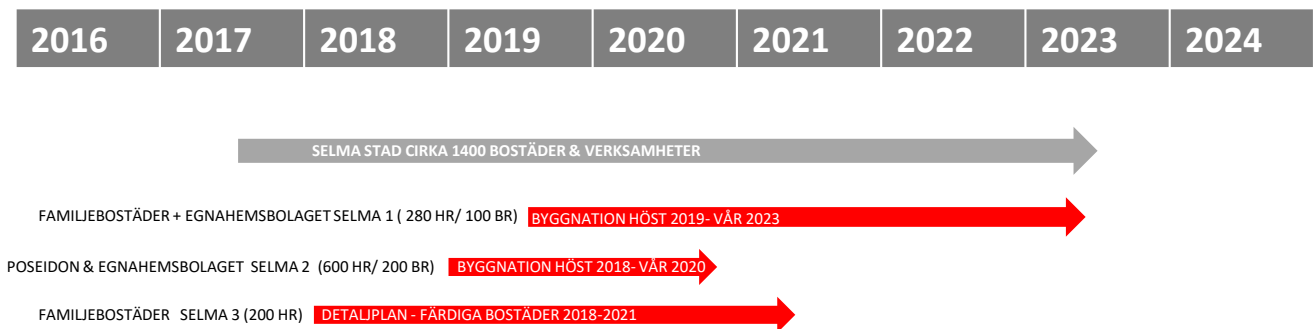 2016 2017 2018 2019 2020 2021 2022 2023 2024
SELMA STAD CIRKA 1400 BOSTÄDER & VERKSAMHETER
FAMILJEBOSTÄDER + EGNAHEMSBOLAGET SELMA 1 ( 280 HR/ 100 BR) BYGGNATION HÖST 2019- VÅR 2023
POSEIDON & EGNAHEMSBOLAGET SELMA 2 (600 HR/ 200 BR) BYGGNATION HÖST 2018- VÅR 2020
FAMILJEBOSTÄDER SELMA 3 (200 HR) DETALJPLAN - FÄRDIGA BOSTÄDER 2018-2021